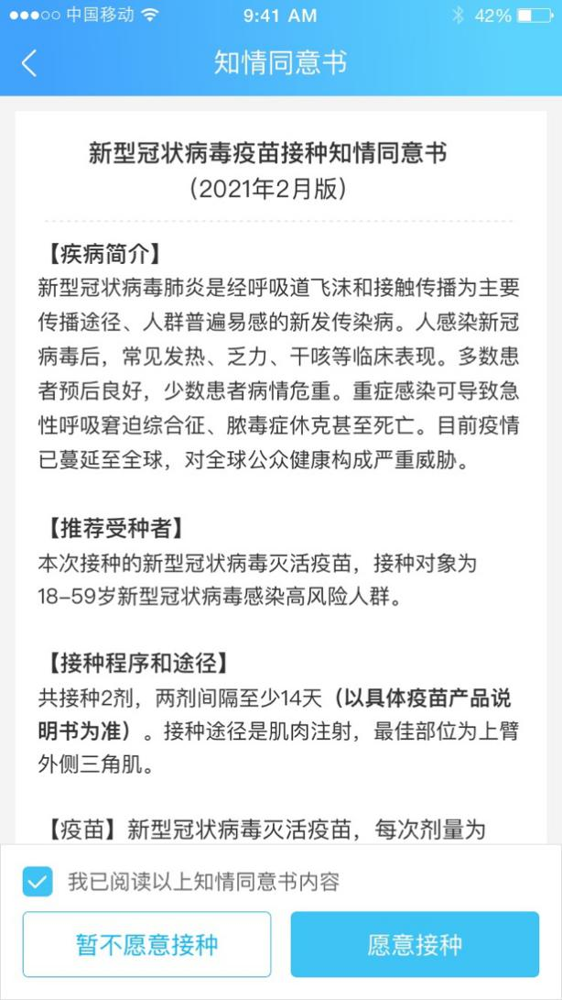 中国移动
9:41 AM
42%
知情同意书
新型冠状病毒疫苗接种知情同意书
（2021年2月版）
【疾病简介】
新型冠状病毒肺炎是经呼吸道飞沫和接触传播为主要
传播途径、人群普遍易感的新发传染病。人感染新冠
病毒后，常见发热、乏力、干咳等临床表现。多数患
者预后良好，少数患者病情危重。重症感染可导致急
性呼吸窘迫综合征、脓毒症休克甚至死亡。目前疫情
已蔓延至全球，对全球公众健康构成严重威胁。
【推荐受种者】
本次接种的新型冠状病毒灭活疫苗，接种对象为
18–59岁新型冠状病毒感染高风险人群。
【接种程序和途径】
共接种2剂，两剂间隔至少14天（以具体疫苗产品说
明书为准）。接种途径是肌肉注射，最佳部位为上臂
外侧三角肌。
【疫苗】新型冠状病毒灭活疫苗，每次剂量为
我已阅读以上知情同意书内容
暂不愿意接种
愿意接种